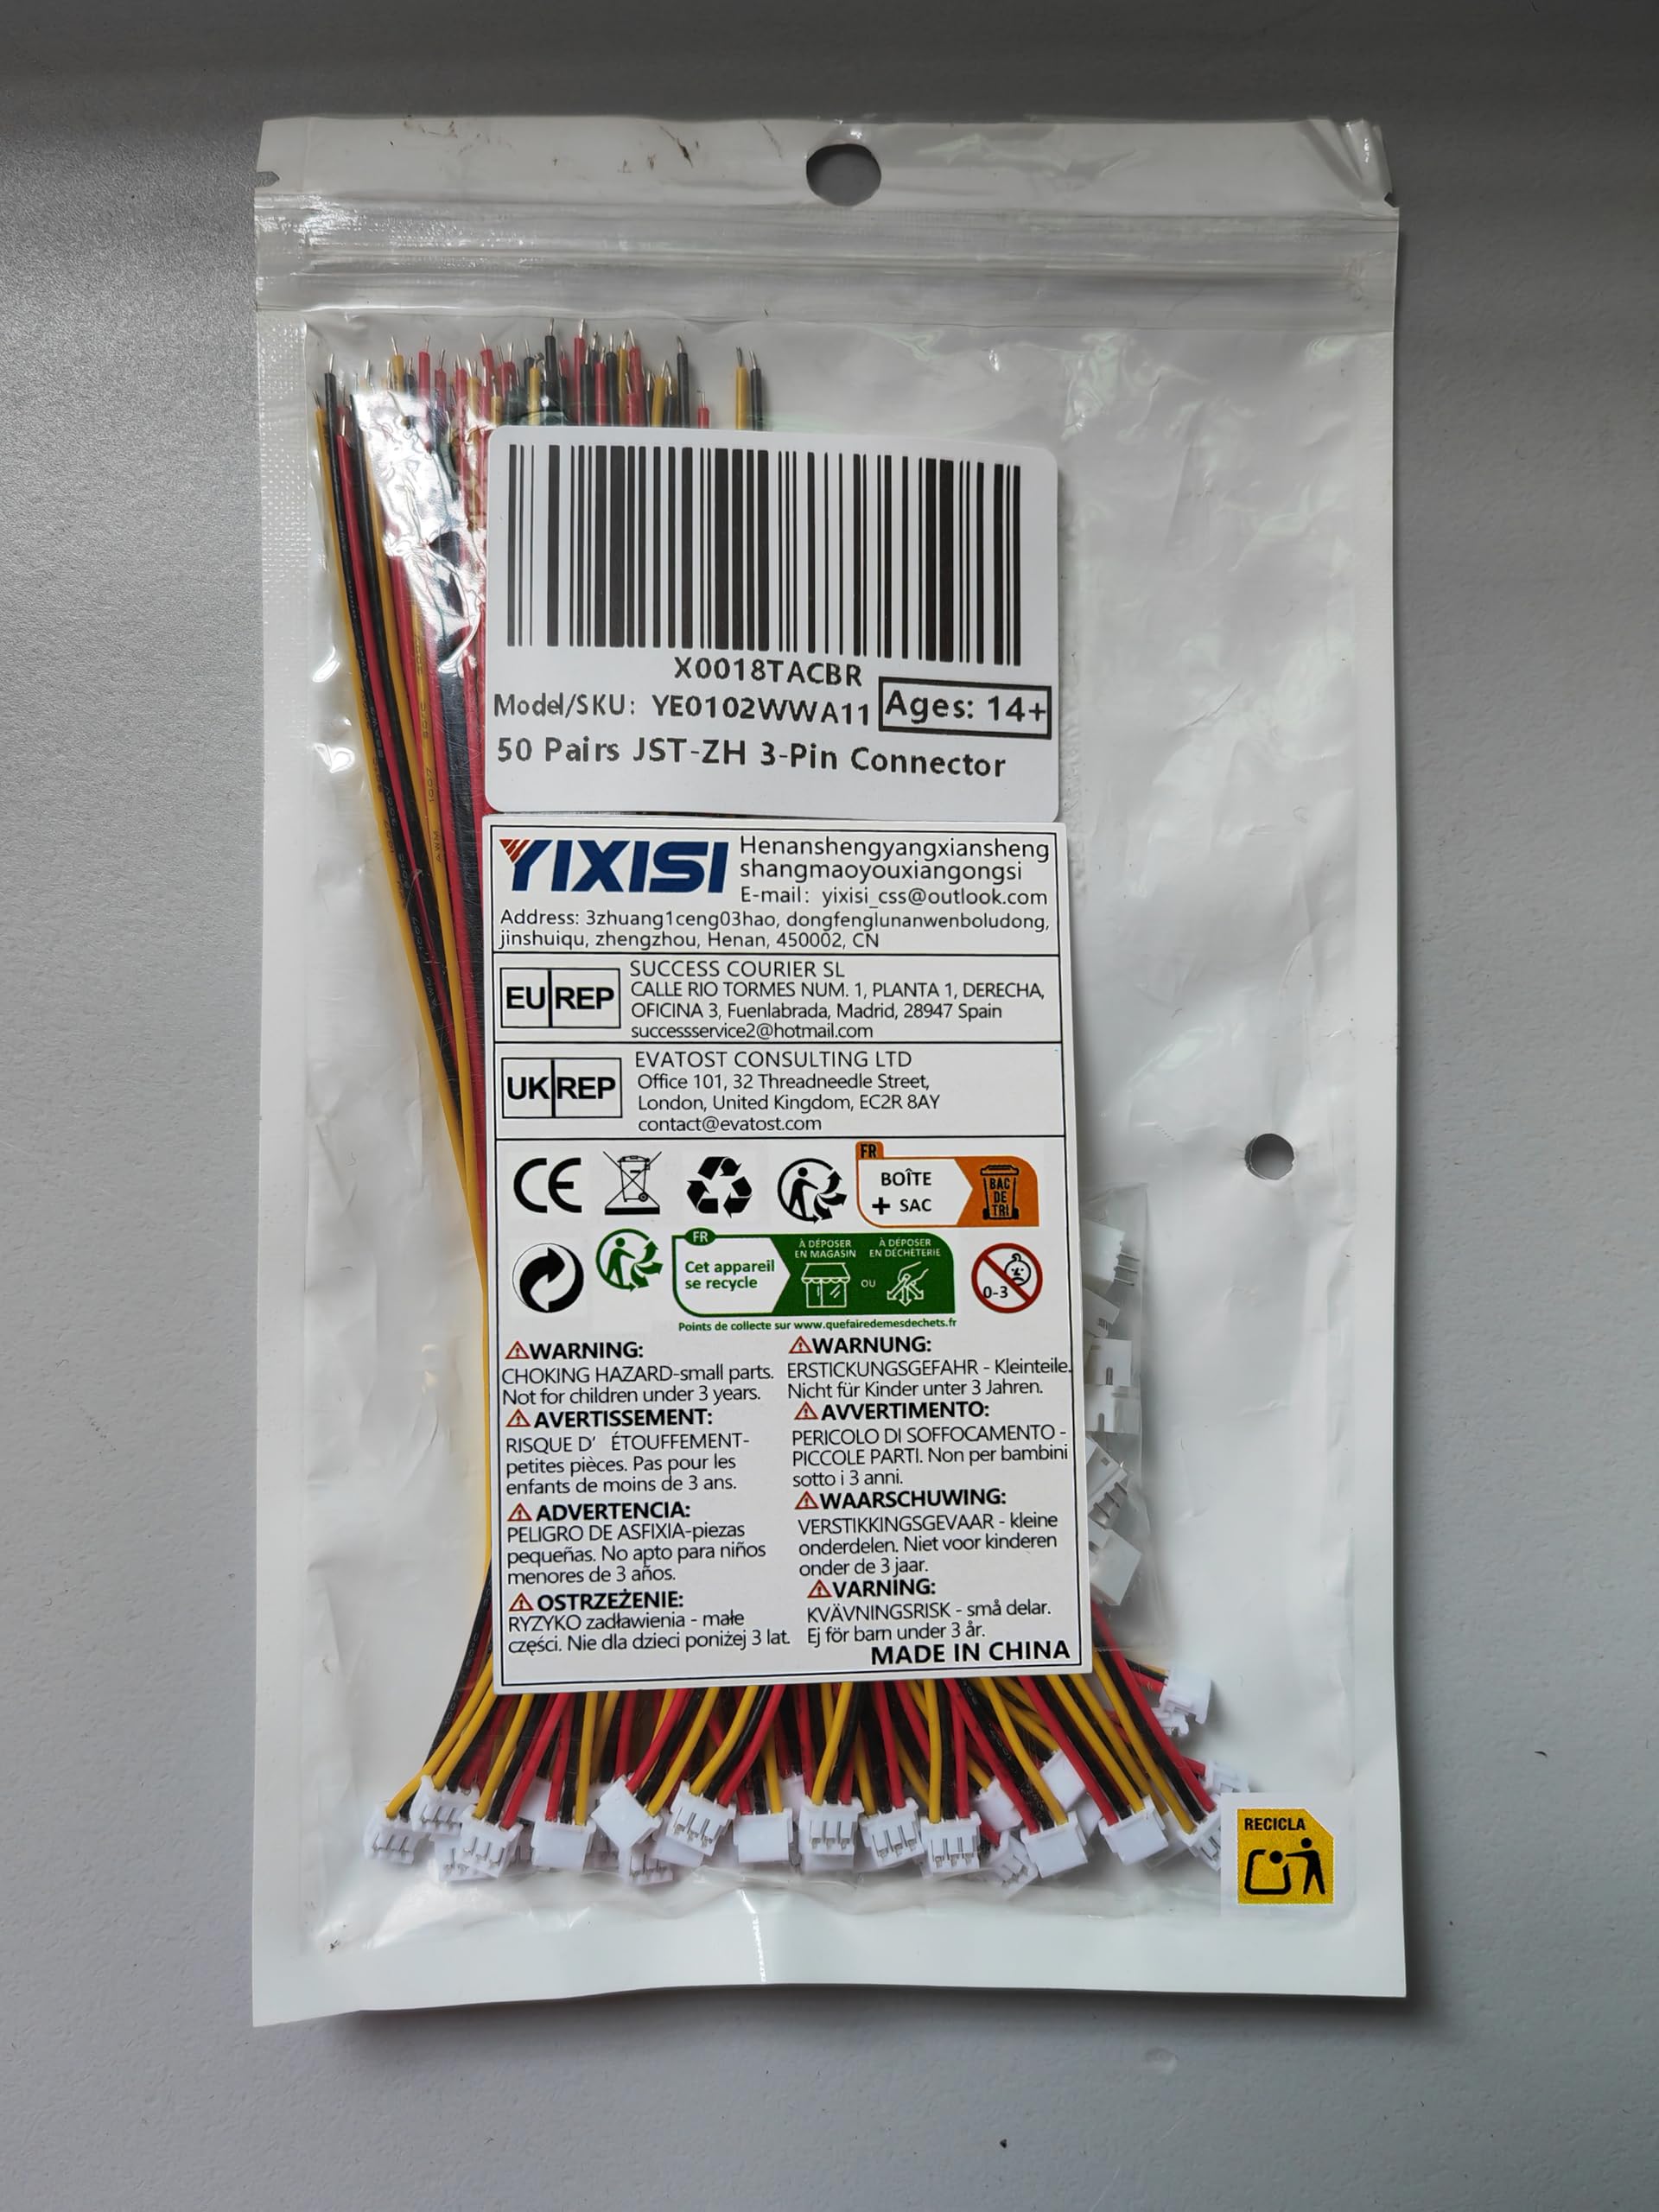 X0018TACBR
Model/SKU: YE0102WWA11
Ages: 14+
50 Pairs JST-ZH 3-Pin Connector
YIXISI
Henanshengyangxiansheng
shangmaoyouxiangongsi
E-mail: yixisi_css@outlook.com
Address: 3zhuang1ceng03hao, dongfenglunanwenboludong,
jinshuiqu, zhengzhou, Henan, 450002, CN
EU REP
SUCCESS COURIER SL
CALLE RIO TORMES NUM. 1, PLANTA 1, DERECHA,
OFICINA 3, Fuenlabrada, Madrid, 28947 Spain
successservice2@hotmail.com
UK REP
EVATOST CONSULTING LTD
Office 101, 32 Threadneedle Street,
London, United Kingdom, EC2R 8AY
contact@evatost.com
CE
FR
BOÎTE
+ SAC
BAC
DE
TRI
FR
Cet appareil
se recycle
À DÉPOSER
EN MAGASIN
OU
À DÉPOSER
EN DÉCHÈTERIE
0-3
Points de collecte sur www.quefairedemesdechets.fr
WARNING:
CHOKING HAZARD-small parts.
Not for children under 3 years.
AVERTISSEMENT:
RISQUE D' ÉTOUFFEMENT-
petites pièces. Pas pour les
enfants de moins de 3 ans.
ADVERTENCIA:
PELIGRO DE ASFIXIA-piezas
pequeñas. No apto para niños
menores de 3 años.
OSTRZEŻENIE:
RYZYKO zadławienia - małe
części. Nie dla dzieci poniżej 3 lat.
WARNUNG:
ERSTICKUNGSGEFAHR - Kleinteile.
Nicht für Kinder unter 3 Jahren.
AVVERTIMENTO:
PERICOLO DI SOFFOCAMENTO -
PICCOLE PARTI. Non per bambini
sotto i 3 anni.
WAARSCHUWING:
VERSTIKKINGSGEVAAR - kleine
onderdelen. Niet voor kinderen
onder de 3 jaar.
VARNING:
KVÄVNINGSRISK - små delar.
Ej för barn under 3 år.
MADE IN CHINA
RECICLA